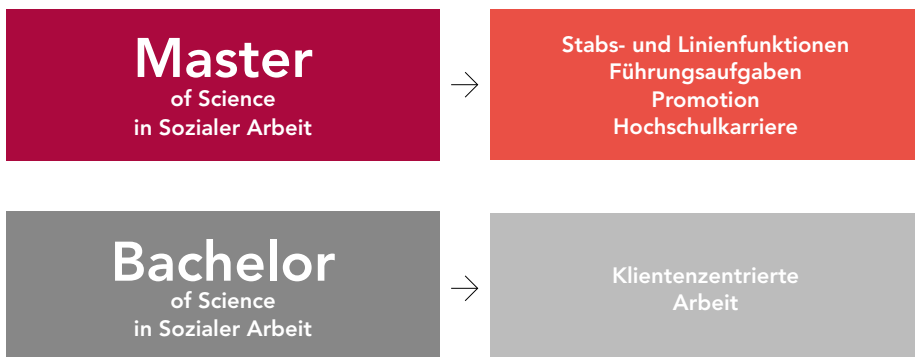 Master
of Science
in Sozialer Arbeit
Stabs- und Linienfunktionen
Führungsaufgaben
Promotion
Hochschulkarriere
Bachelor
of Science
in Sozialer Arbeit
Klientenzentrierte
Arbeit